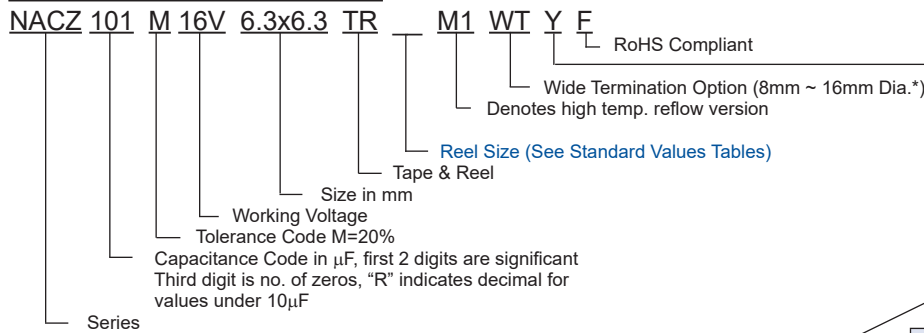 NACZ 101 M 16V 6.3x6.3 TR M1 WT Y F
RoHS Compliant
Wide Termination Option (8mm ~ 16mm Dia.*)
Denotes high temp. reflow version
Reel Size (See Standard Values Tables)
Tape & Reel
Size in mm
Working Voltage
Tolerance Code M=20%
Capacitance Code in μF, first 2 digits are significant
Third digit is no. of zeros, “R” indicates decimal for
values under 10μF
Series